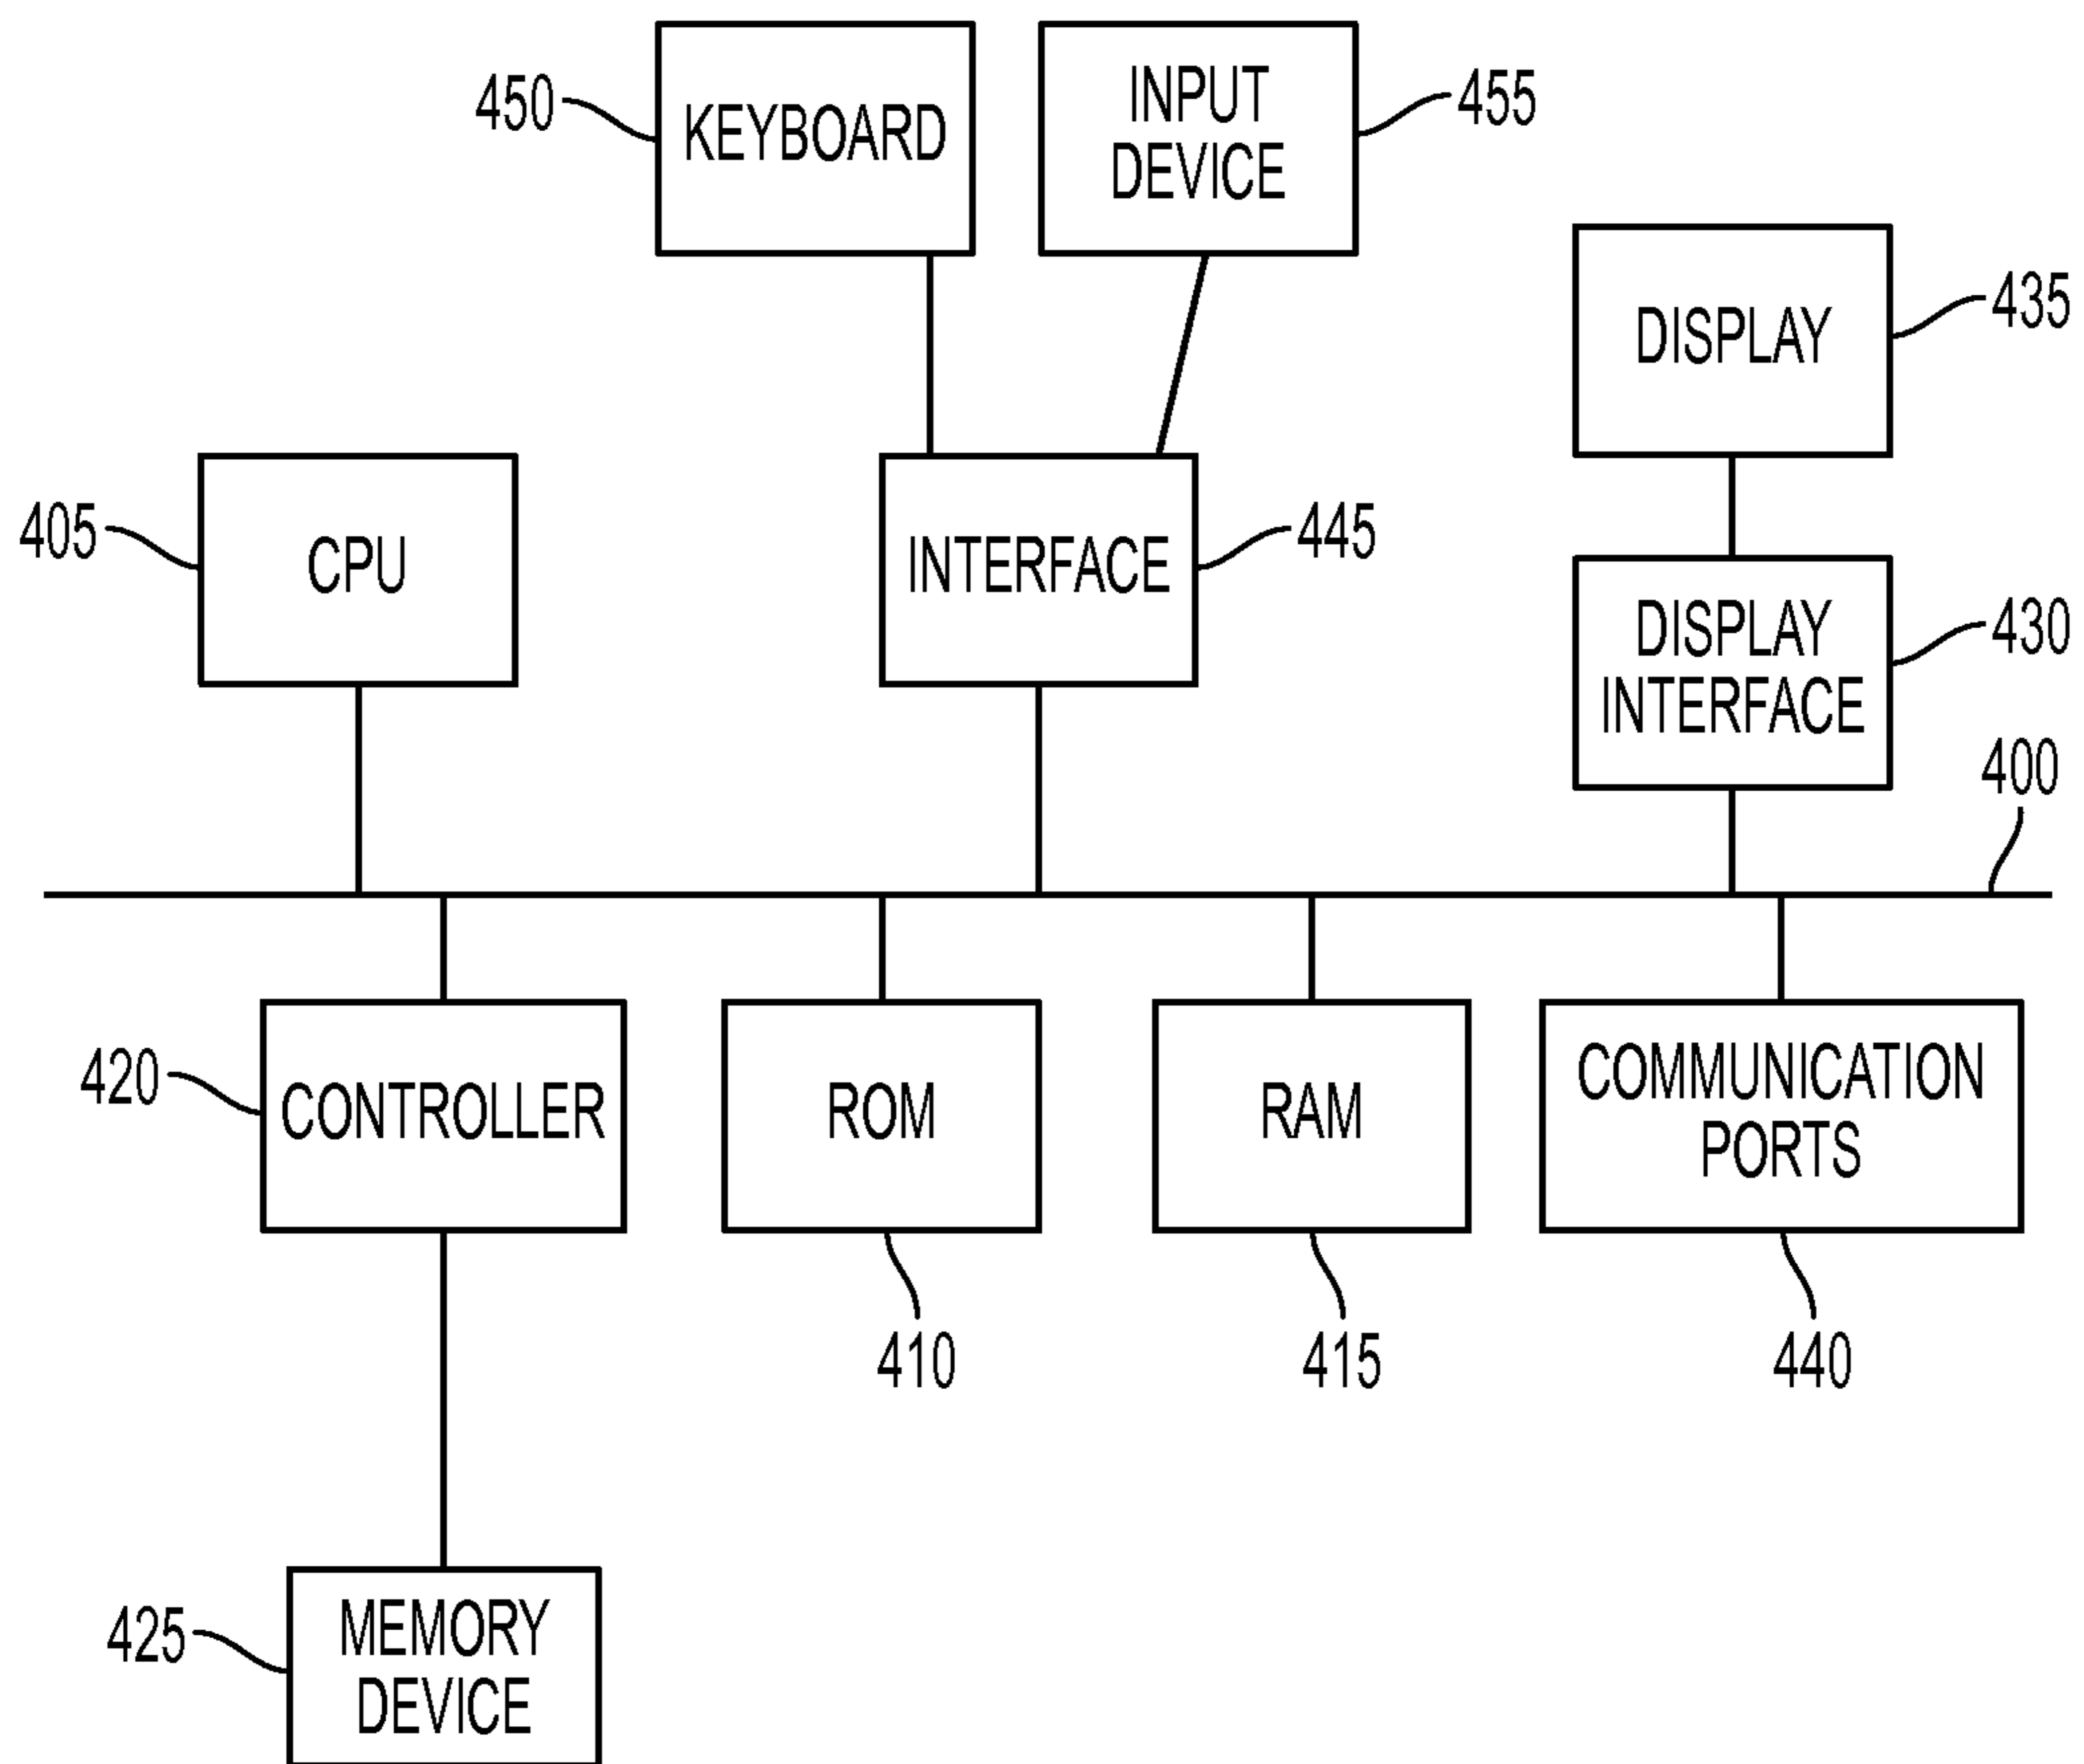 450
KEYBOARD
INPUT
DEVICE
455
DISPLAY
435
405
CPU
INTERFACE
445
DISPLAY
INTERFACE
430
400
420
CONTROLLER
ROM
RAM
COMMUNICATION
PORTS
410
415
440
425
MEMORY
DEVICE